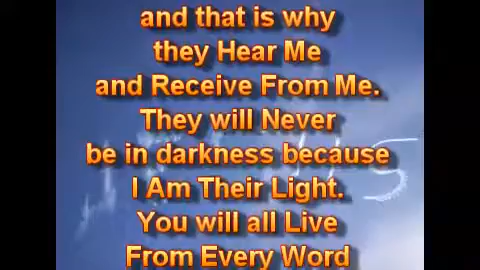 and that is why
they Hear Me
and Receive From Me.
They will Never
be in darkness because
I Am Their Light.
You will all Live
From Every Word